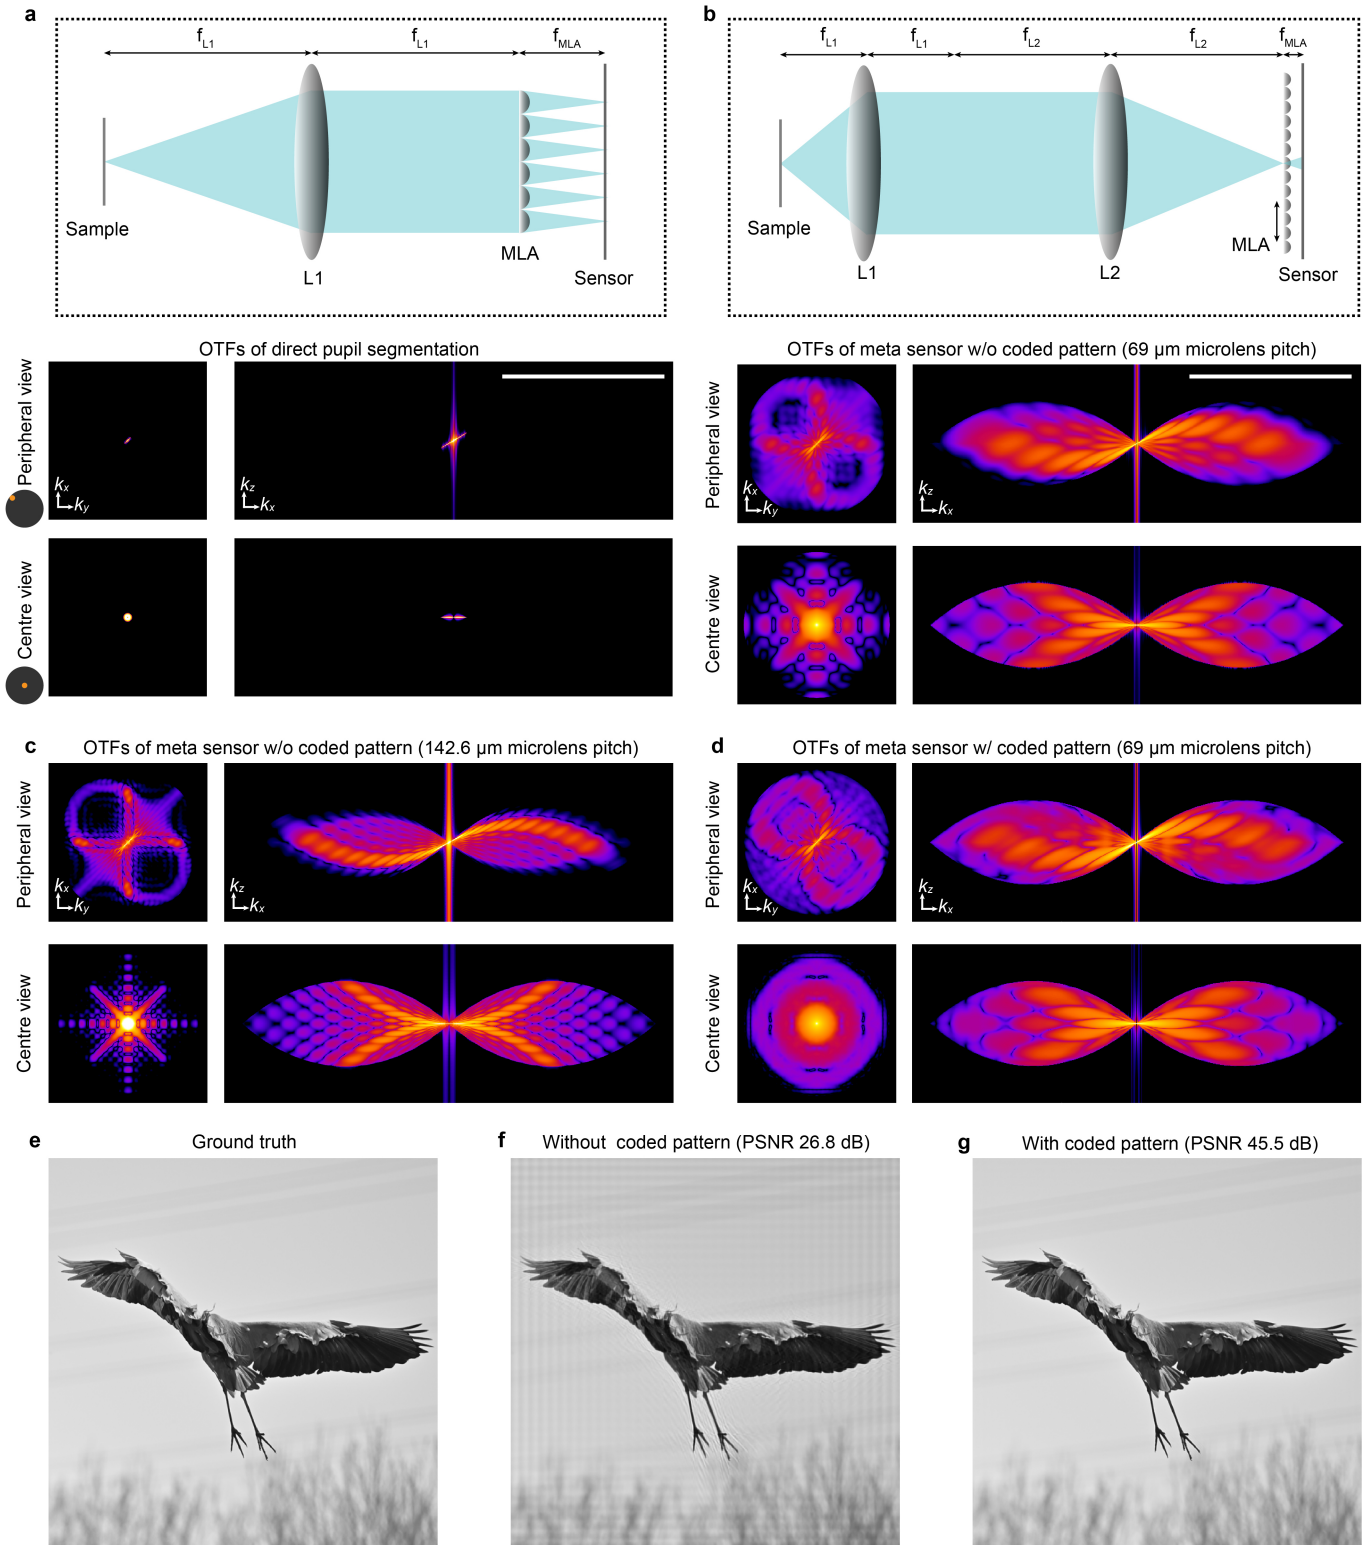 a
f_L1
f_L1
f_MLA
Sample
L1
MLA
Sensor
b
f_L1
f_L1
f_L2
f_L2
f_MLA
Sample
L1
L2
MLA
Sensor
OTFs of direct pupil segmentation
Peripheral view
k_x
k_y
k_z
k_x
Centre view
OTFs of meta sensor w/o coded pattern (69 µm microlens pitch)
Peripheral view
k_x
k_y
k_z
k_x
Centre view
c
OTFs of meta sensor w/o coded pattern (142.6 µm microlens pitch)
Peripheral view
k_x
k_y
k_z
k_x
Centre view
d
OTFs of meta sensor w/ coded pattern (69 µm microlens pitch)
Peripheral view
k_x
k_y
k_z
k_x
Centre view
e
Ground truth
f
Without coded pattern (PSNR 26.8 dB)
g
With coded pattern (PSNR 45.5 dB)